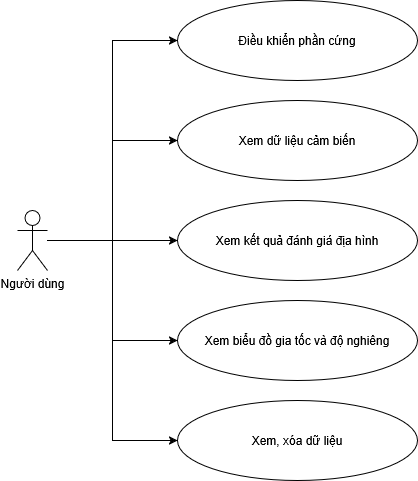 Điều khiển phần cứng
Xem dữ liệu cảm biến
Xem kết quả đánh giá địa hình
Người dùng
Xem biểu đồ gia tốc và độ nghiêng
Xem, xóa dữ liệu